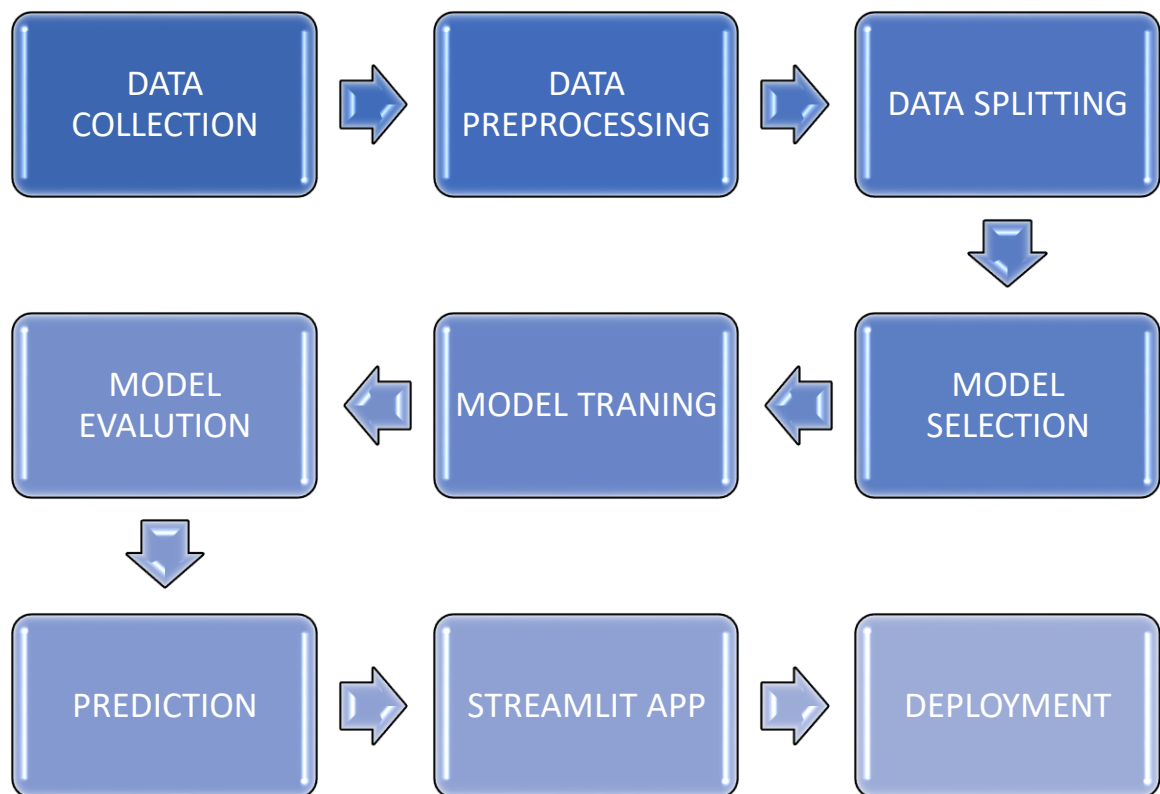 DATA
COLLECTION
DATA
PREPROCESSING
DATA SPLITTING
MODEL
SELECTION
MODEL TRANING
MODEL
EVALUTION
PREDICTION
STREAMLIT APP
DEPLOYMENT